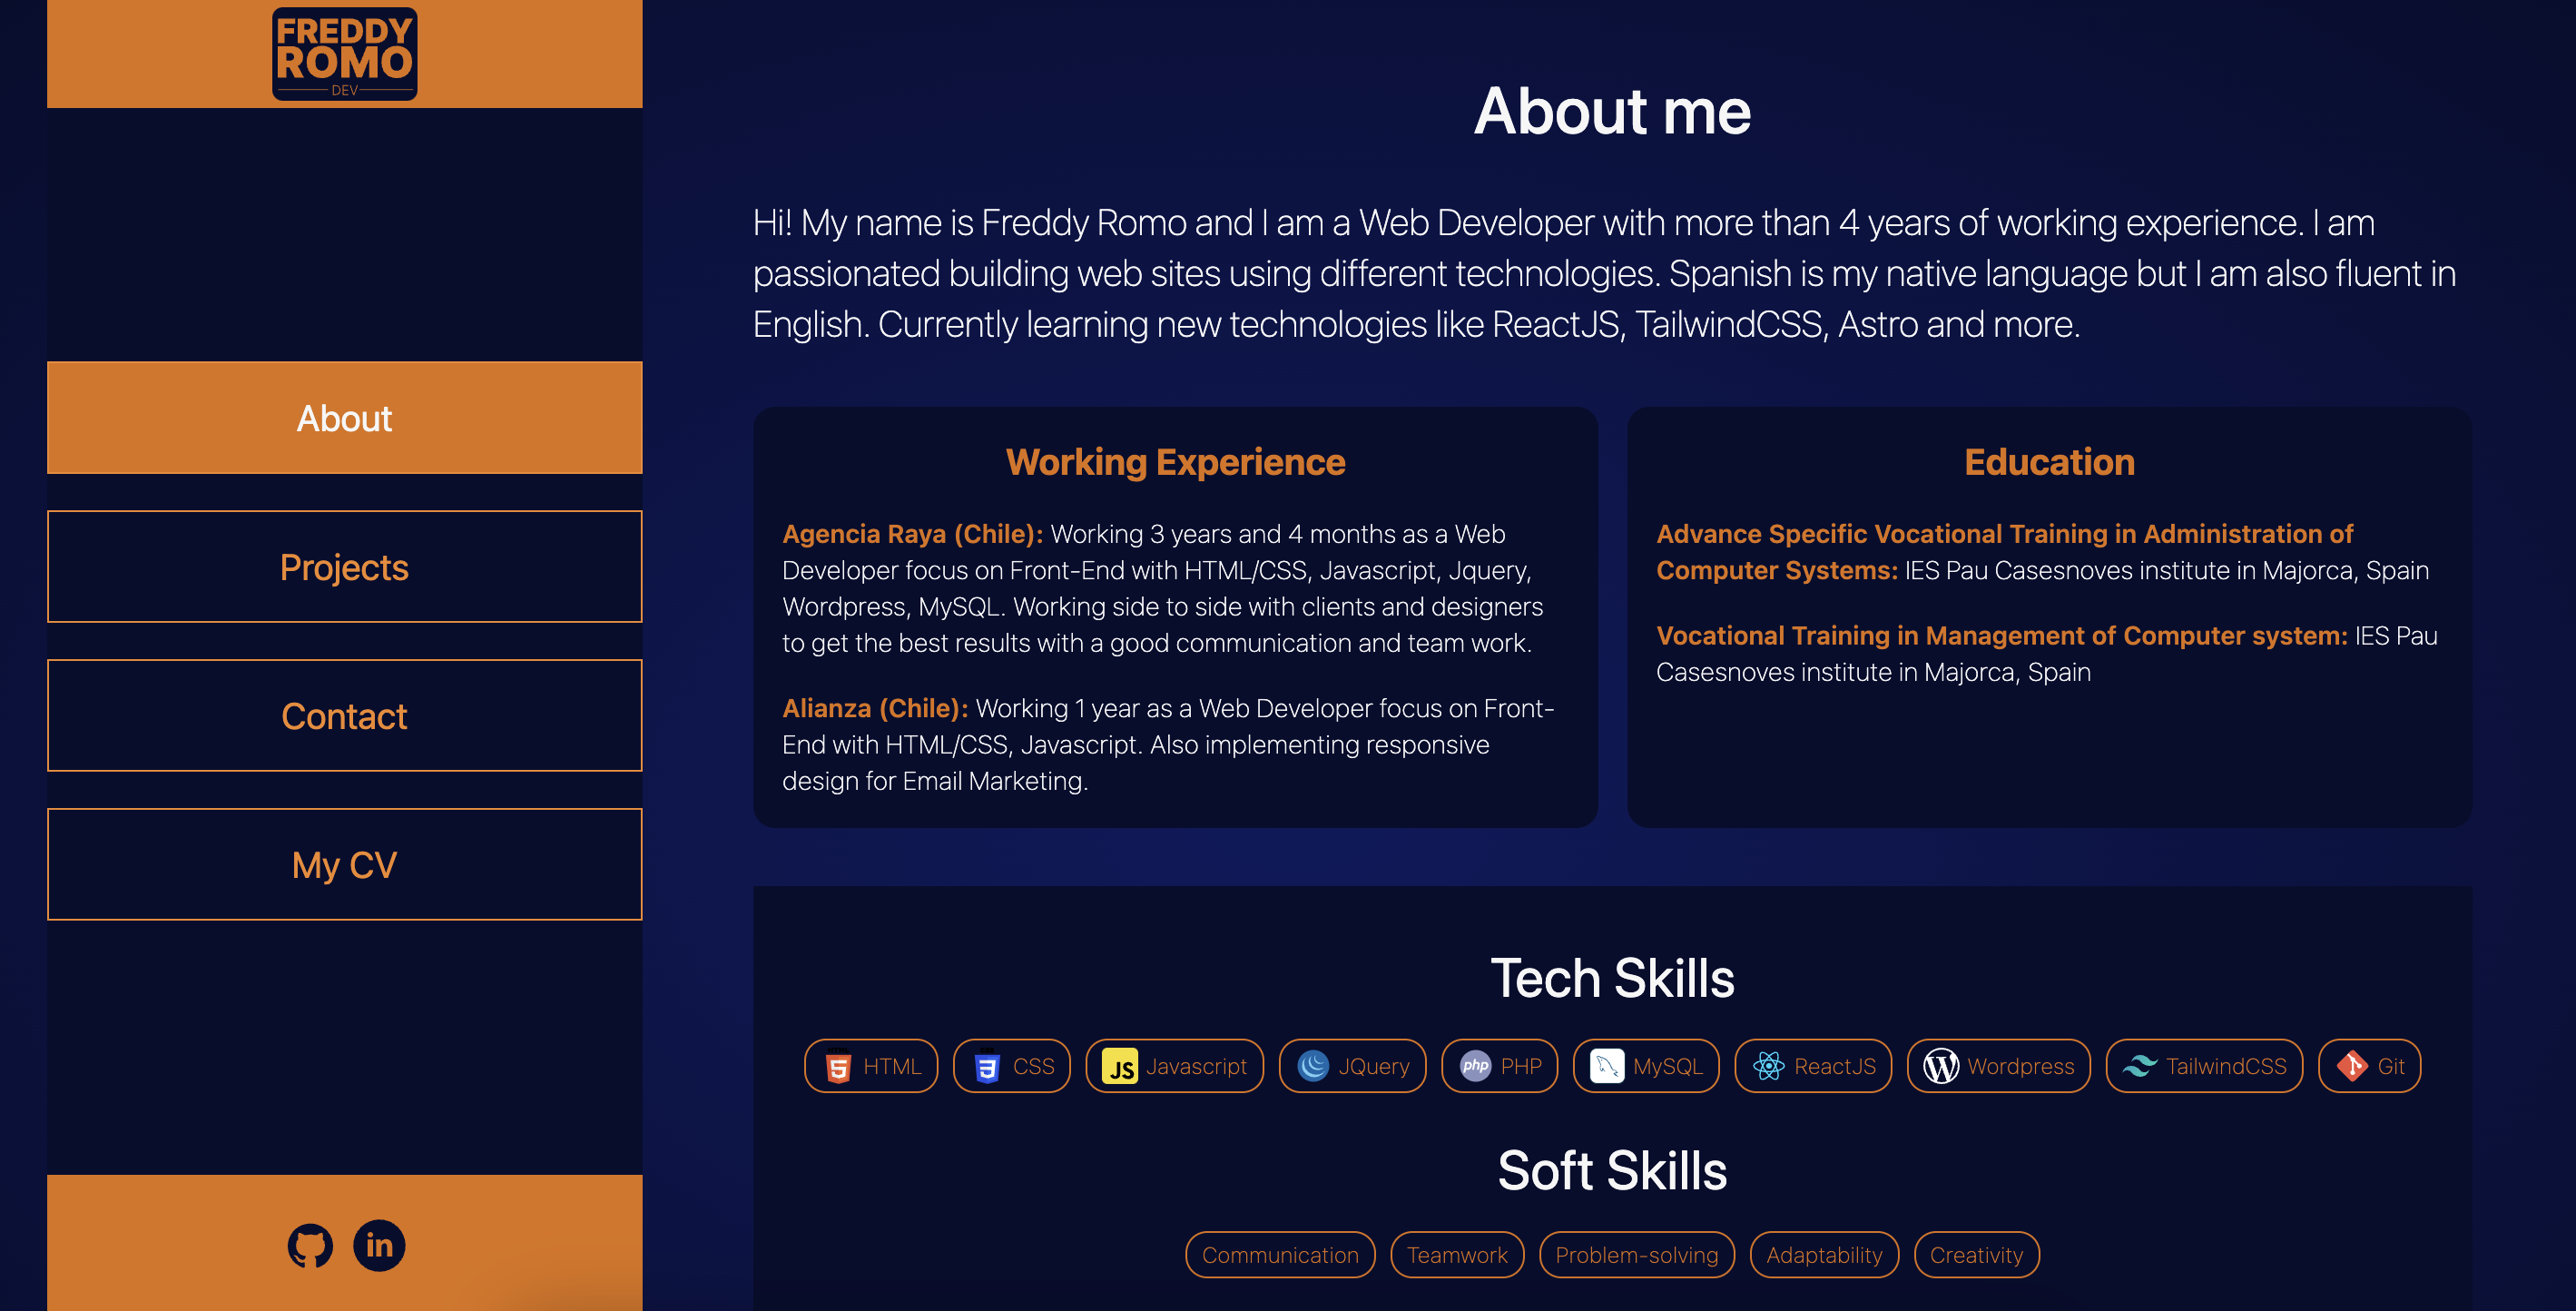 FREDDY
ROMO
DEV
About
Projects
Contact
My CV
About me
Hi! My name is Freddy Romo and I am a Web Developer with more than 4 years of working experience. I am
passionated building web sites using different technologies. Spanish is my native language but I am also fluent in
English. Currently learning new technologies like ReactJS, TailwindCSS, Astro and more.
Working Experience
Agencia Raya (Chile): Working 3 years and 4 months as a Web
Developer focus on Front-End with HTML/CSS, Javascript, Jquery,
Wordpress, MySQL. Working side to side with clients and designers
to get the best results with a good communication and team work.
Alianza (Chile): Working 1 year as a Web Developer focus on Front-
End with HTML/CSS, Javascript. Also implementing responsive
design for Email Marketing.
Education
Advance Specific Vocational Training in Administration of
Computer Systems: IES Pau Casesnoves institute in Majorca, Spain
Vocational Training in Management of Computer system: IES Pau
Casesnoves institute in Majorca, Spain
Tech Skills
5 HTML 3 CSS JS Javascript JQuery php PHP MySQL ReactJS W Wordpress TailwindCSS Git
Soft Skills
Communication Teamwork Problem-solving Adaptability Creativity
in